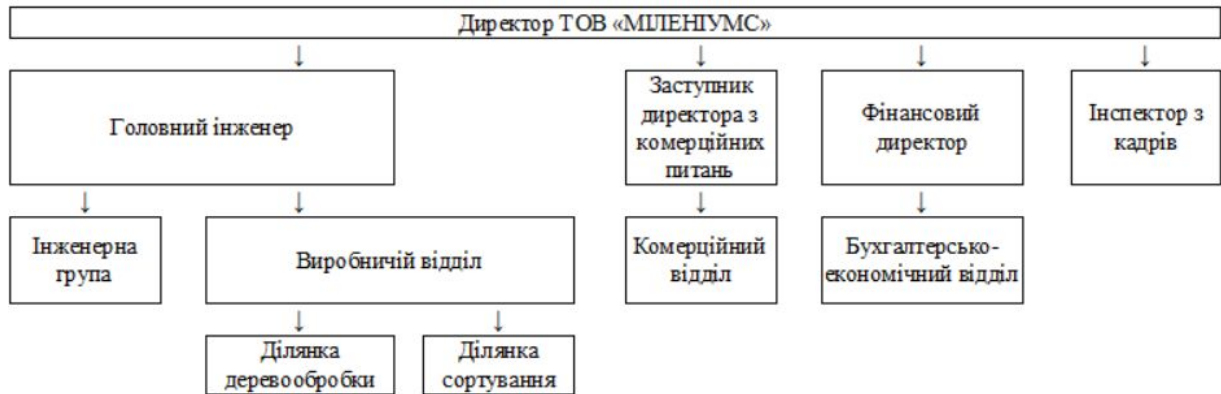 Директор ТОВ «МІЛЕНІУМС»
↓ ↓ ↓ ↓
Головний інженер
Заступник
директора з
комерційних
питань
Фінансовий
директор
Інспектор з
кадрів
↓ ↓ ↓ ↓
Інженерна
група
Виробничій відділ
Комерційний
відділ
Бухгалтерсько-
економічний відділ
↓ ↓
Ділянка
деревообробки
Ділянка
сортування